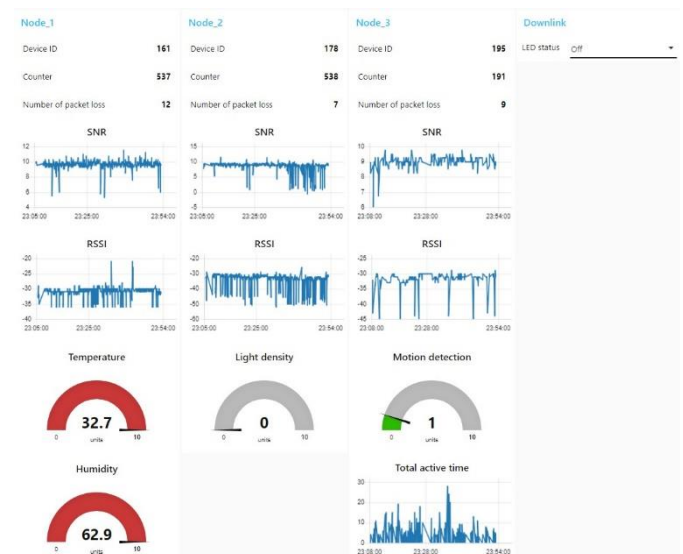 Node_1
Device ID 161
Counter 537
Number of packet loss 12
SNR
12
10
8
6
4
23:05:00 23:25:00 23:54:00
RSSI
-20
-25
-30
-35
-40
23:05:00 23:25:00 23:54:00
Temperature
32.7
0 units 10
Humidity
62.9
0 units 10
Node_2
Device ID 178
Counter 538
Number of packet loss 7
SNR
15
10
5
0
-5
23:05:00 23:25:00 23:54:00
RSSI
-20
-30
-40
-50
-60
23:05:00 23:25:00 23:54:00
Light density
0
0 units 10
Node_3
Device ID 195
Counter 191
Number of packet loss 9
SNR
10
9
8
7
6
23:08:00 23:28:00 23:54:00
RSSI
-25
-30
-35
-40
-45
23:08:00 23:28:00 23:54:00
Motion detection
1
0 units 10
Total active time
30
20
10
0
23:08:00 23:28:00 23:54:00
Downlink
LED status Off